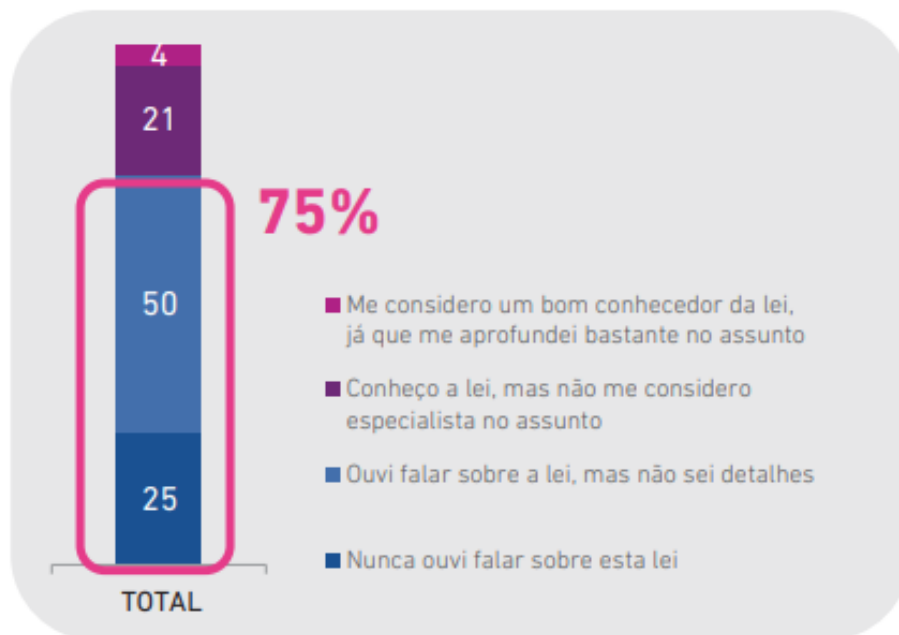 4
21
75%
50
Me considero um bom conhecedor da lei,
já que me aprofundei bastante no assunto
Conheço a lei, mas não me considero
especialista no assunto
Ouvi falar sobre a lei, mas não sei detalhes
25
Nunca ouvi falar sobre esta lei
TOTAL